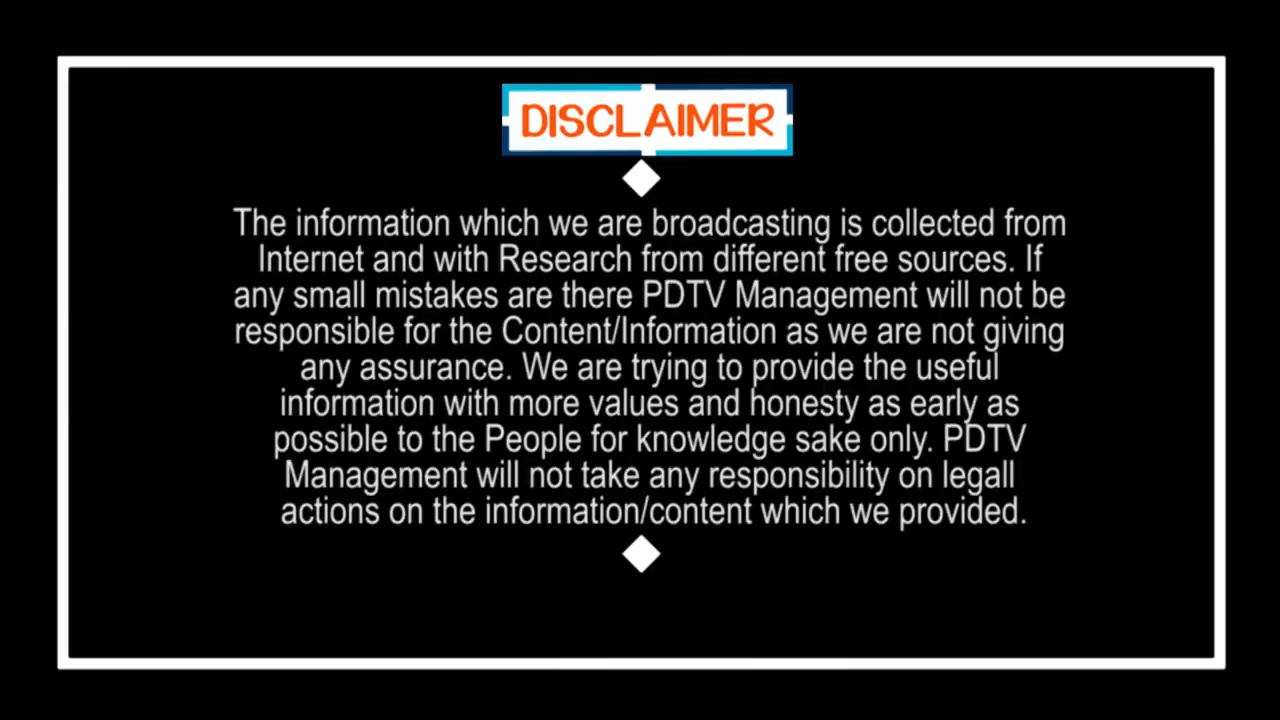 DISCLAIMER
The information which we are broadcasting is collected from
Internet and with Research from different free sources. If
any small mistakes are there PDTV Management will not be
responsible for the Content/Information as we are not giving
any assurance. We are trying to provide the useful
information with more values and honesty as early as
possible to the People for knowledge sake only. PDTV
Management will not take any responsibility on legall
actions on the information/content which we provided.